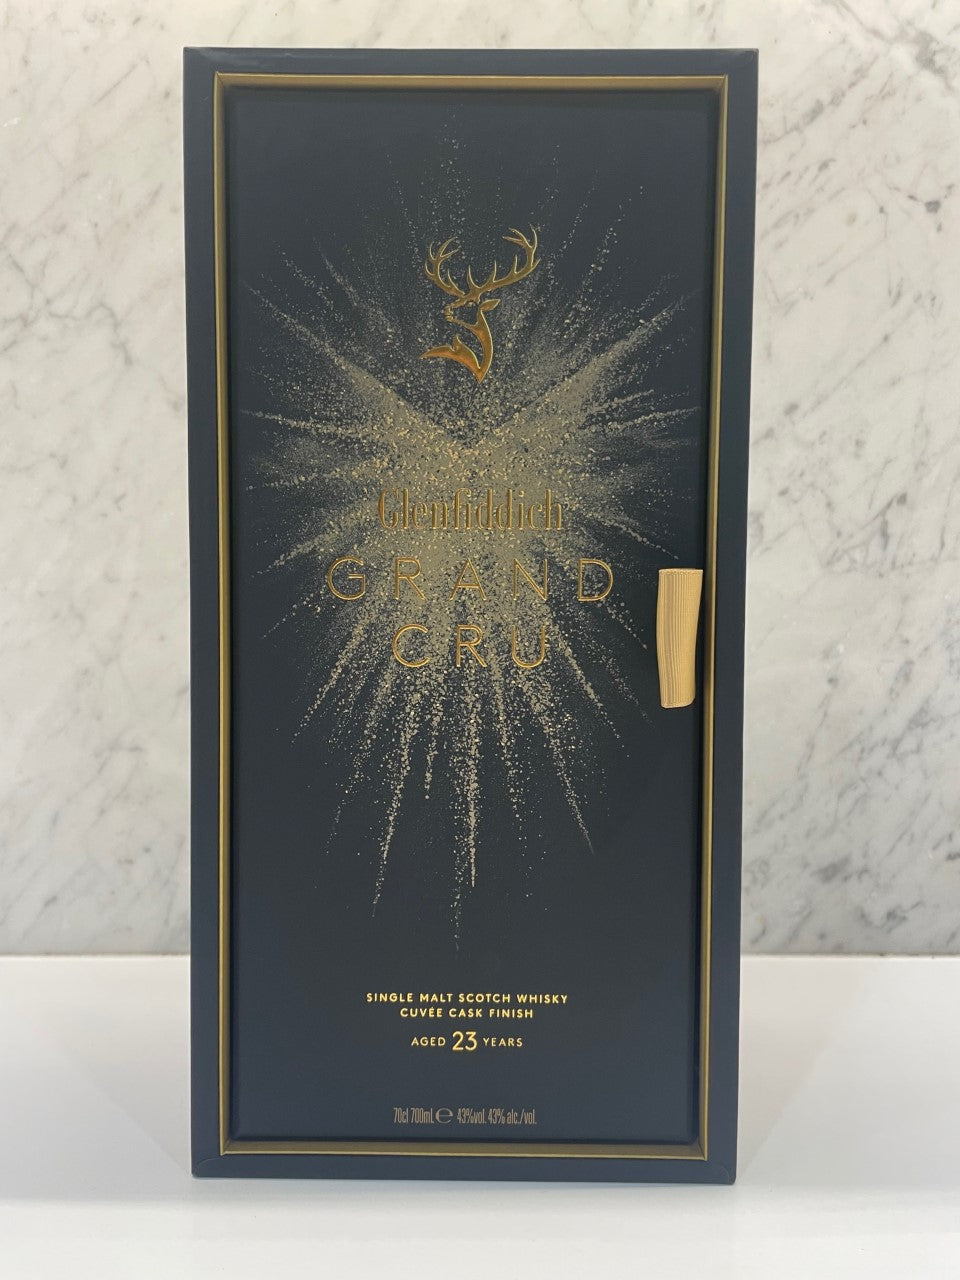 Glenfiddich
GRAND
CRU
SINGLE MALT SCOTCH WHISKY
CUVÉE CASK FINISH
AGED 23 YEARS
70cl 700mL ℮ 43%vol. 43% alc./vol.